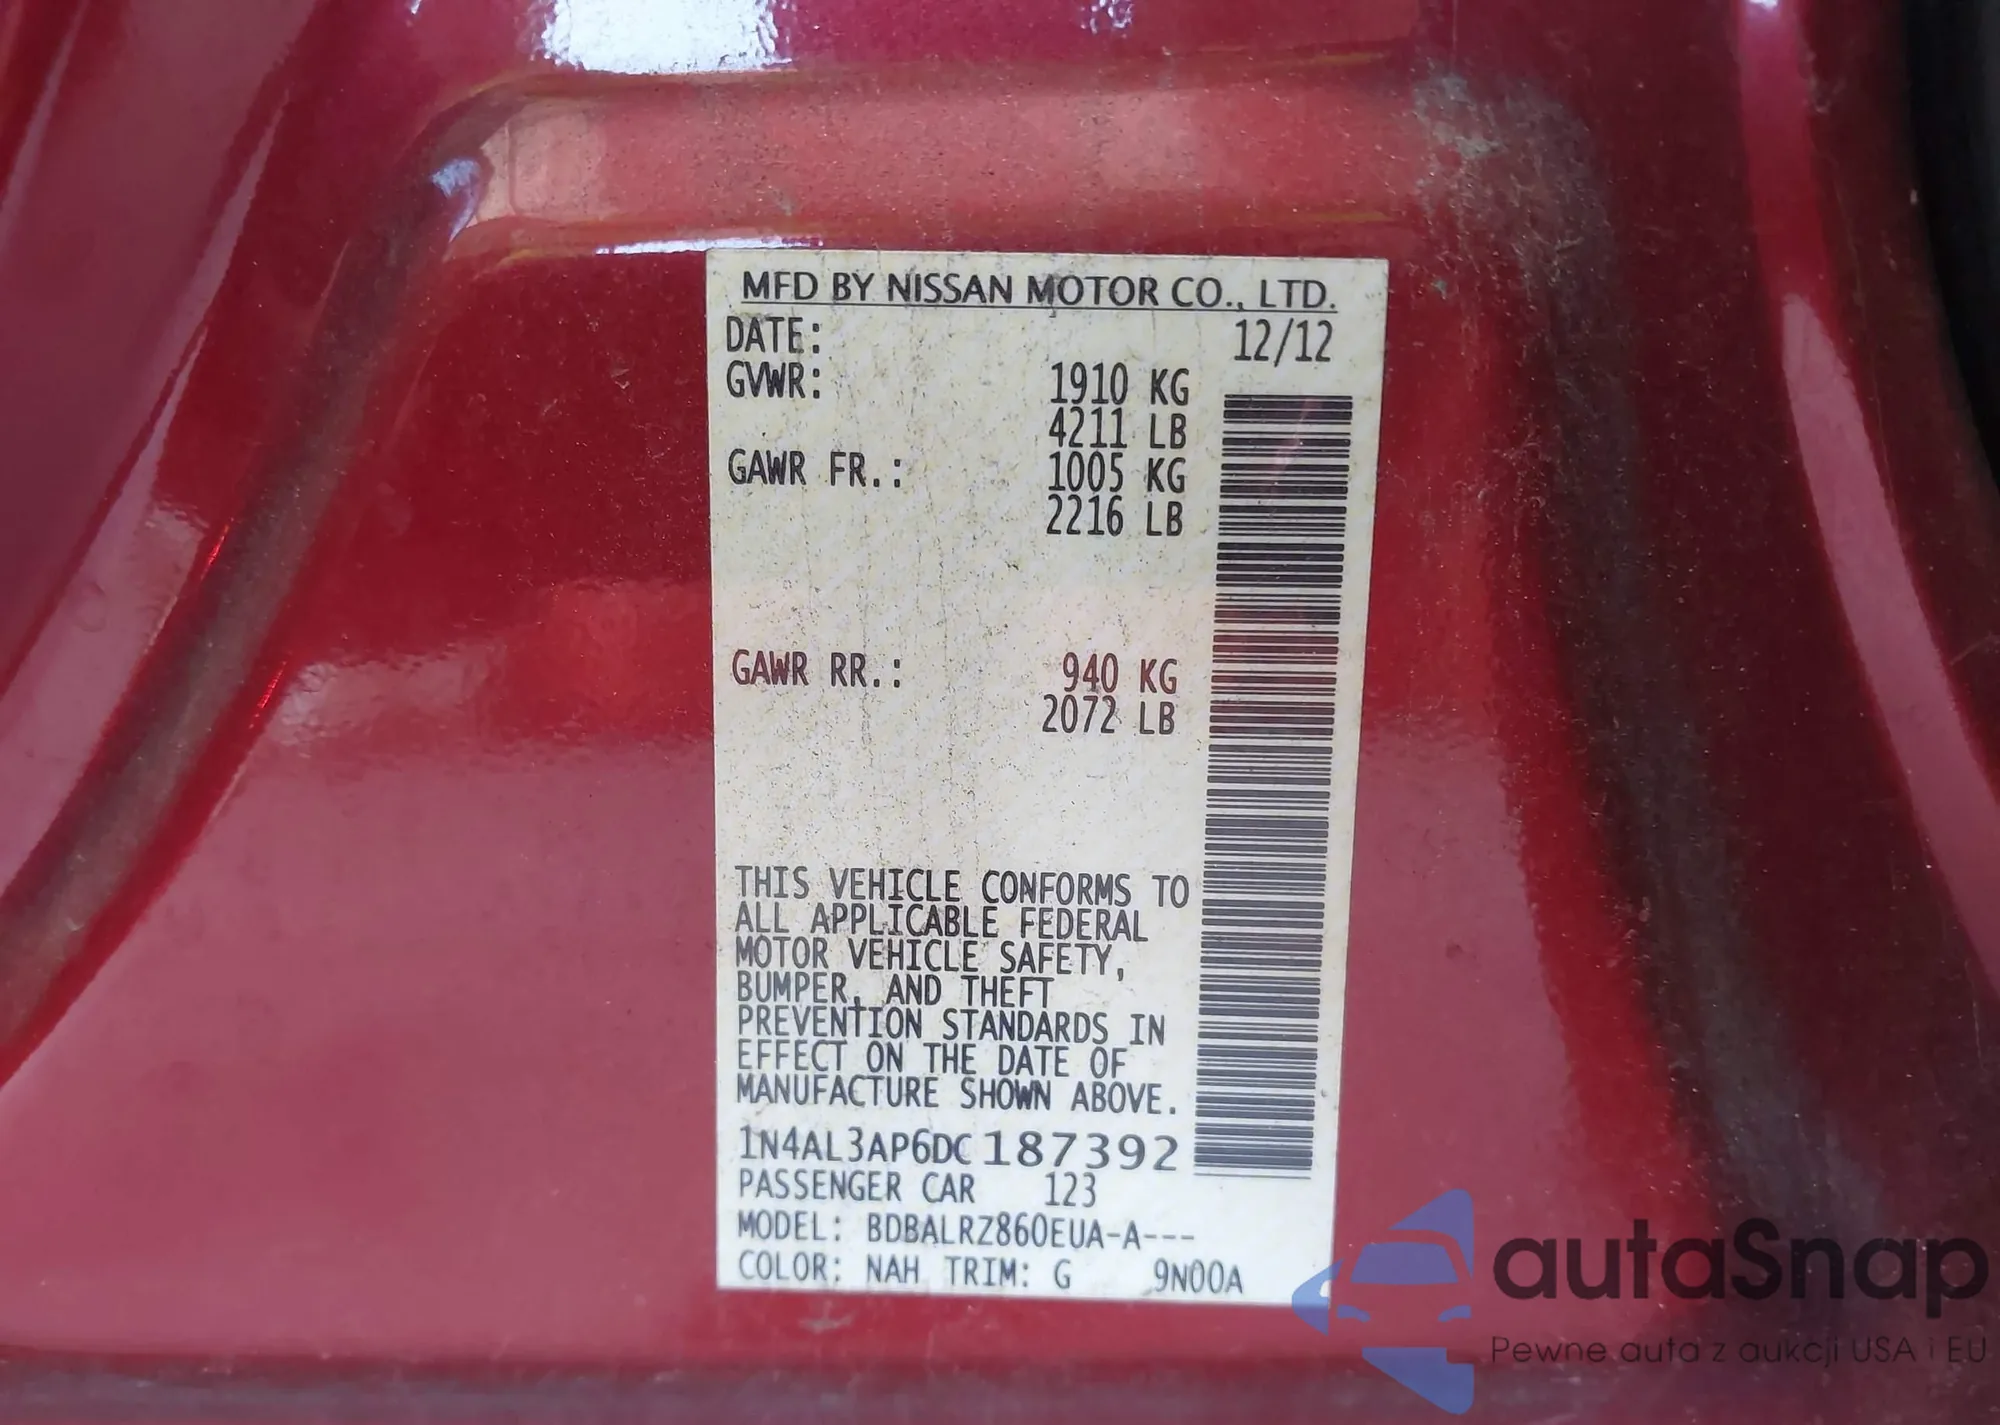 MFD BY NISSAN MOTOR CO., LTD.
DATE: 12/12
GVWR: 1910 KG
4211 LB
GAWR FR.: 1005 KG
2216 LB
GAWR RR.: 940 KG
2072 LB
THIS VEHICLE CONFORMS TO
ALL APPLICABLE FEDERAL
MOTOR VEHICLE SAFETY,
BUMPER, AND THEFT
PREVENTION STANDARDS IN
EFFECT ON THE DATE OF
MANUFACTURE SHOWN ABOVE.
1N4AL3AP6DC187392
PASSENGER CAR 123
MODEL: BDBALRZ860EUA-A---
COLOR: NAH TRIM: G 9N00A
autaSnap
Pewne auta z aukcji USA i EU